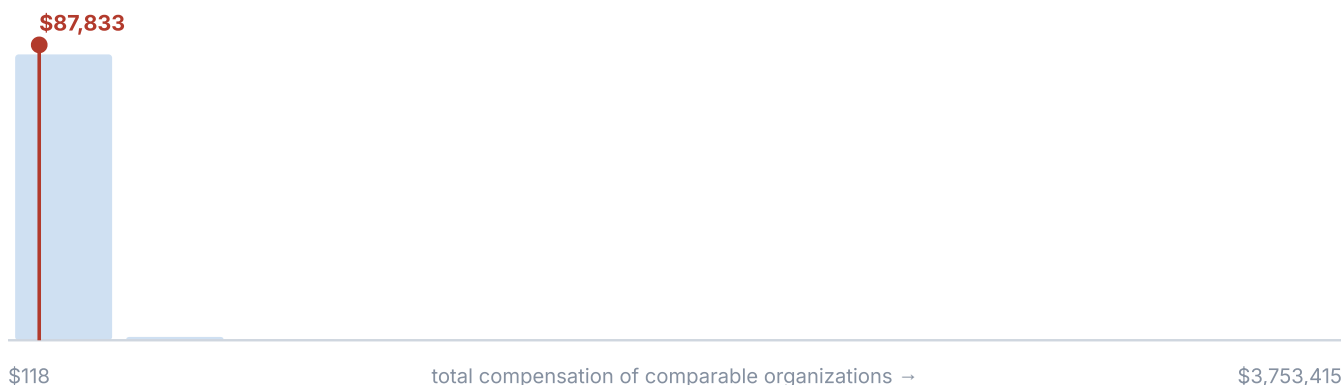 $87,833
$118 total compensation of comparable organizations → $3,753,415